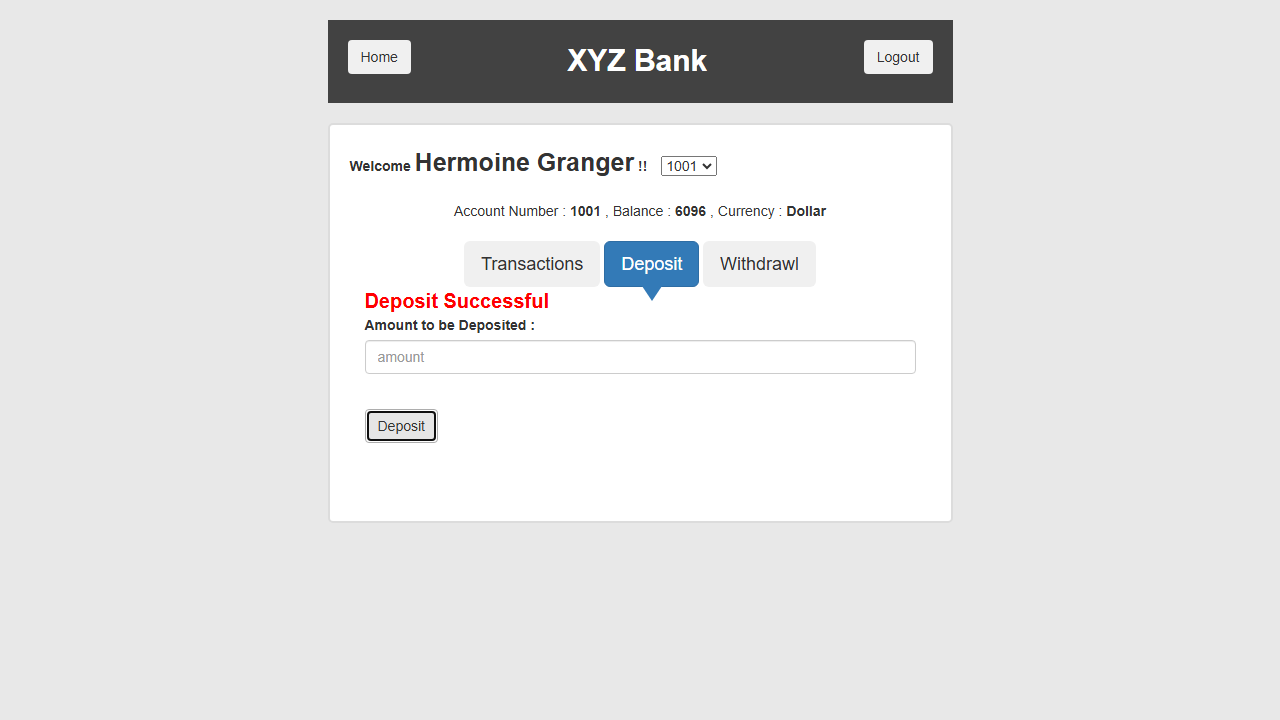 Home
XYZ Bank
Logout
Welcome Hermoine Granger !! 1001
Account Number : 1001 , Balance : 6096 , Currency : Dollar
Transactions
Deposit
Withdrawl
Deposit Successful
Amount to be Deposited :
amount
Deposit